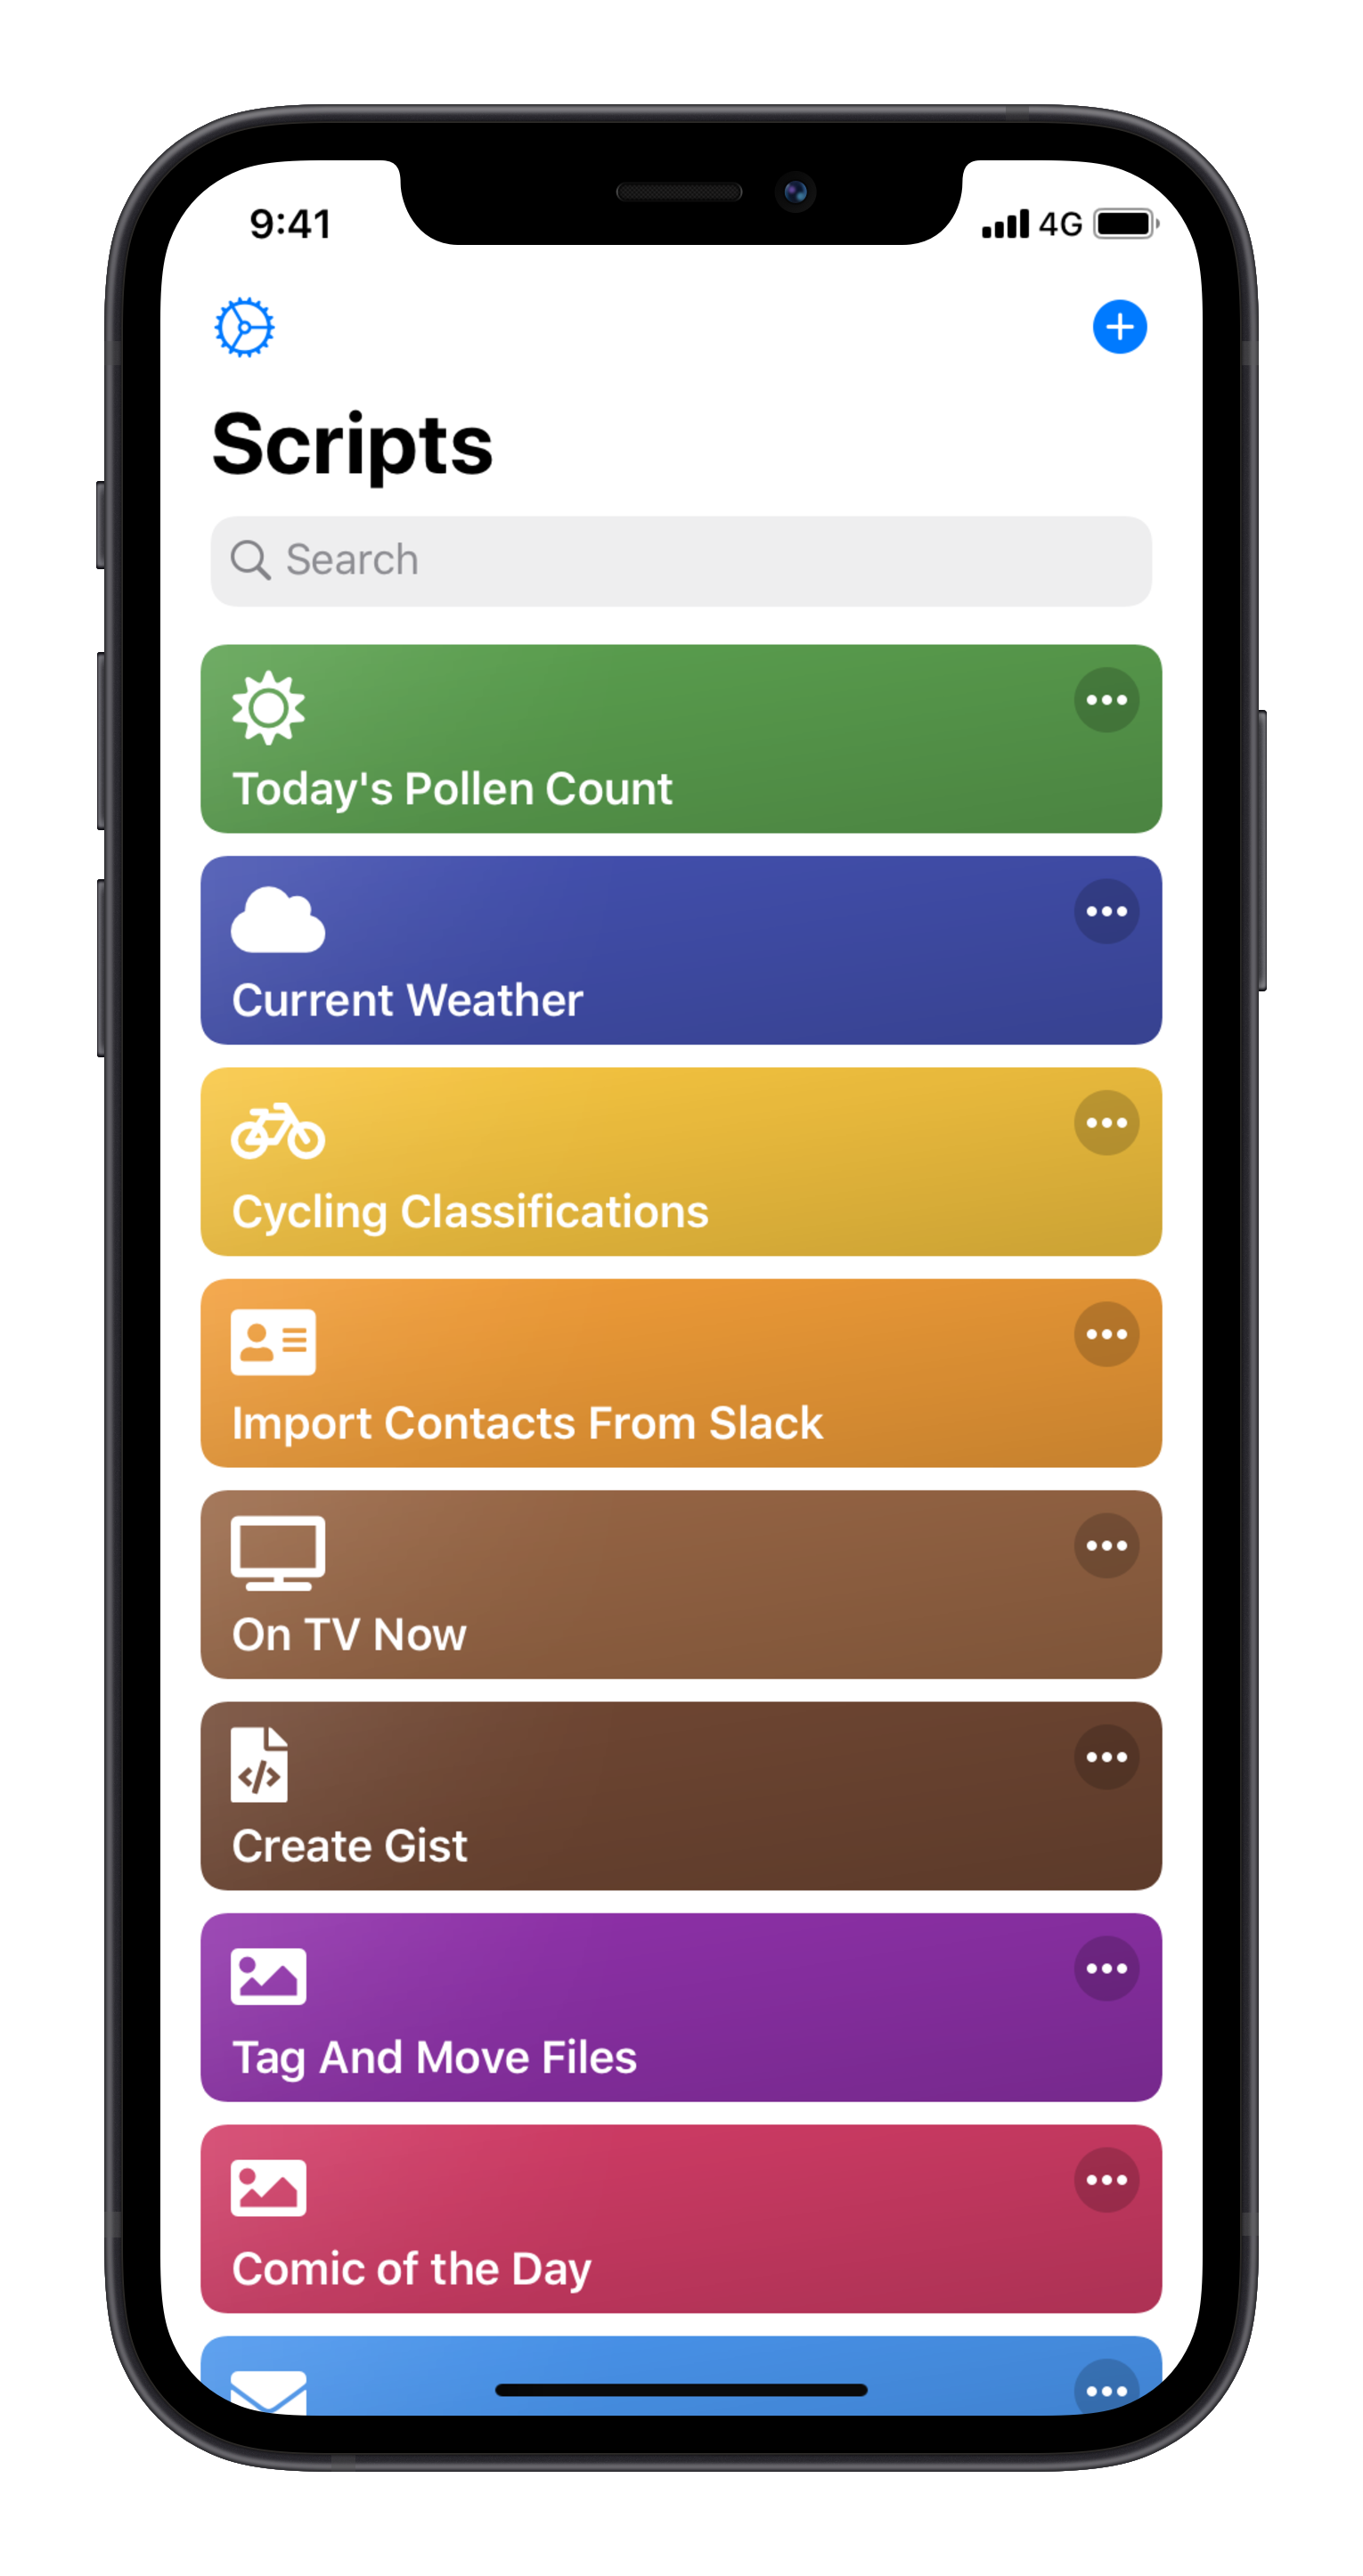 9:41 4G
Scripts
Search
Today's Pollen Count
Current Weather
Cycling Classifications
Import Contacts From Slack
On TV Now
Create Gist
Tag And Move Files
Comic of the Day